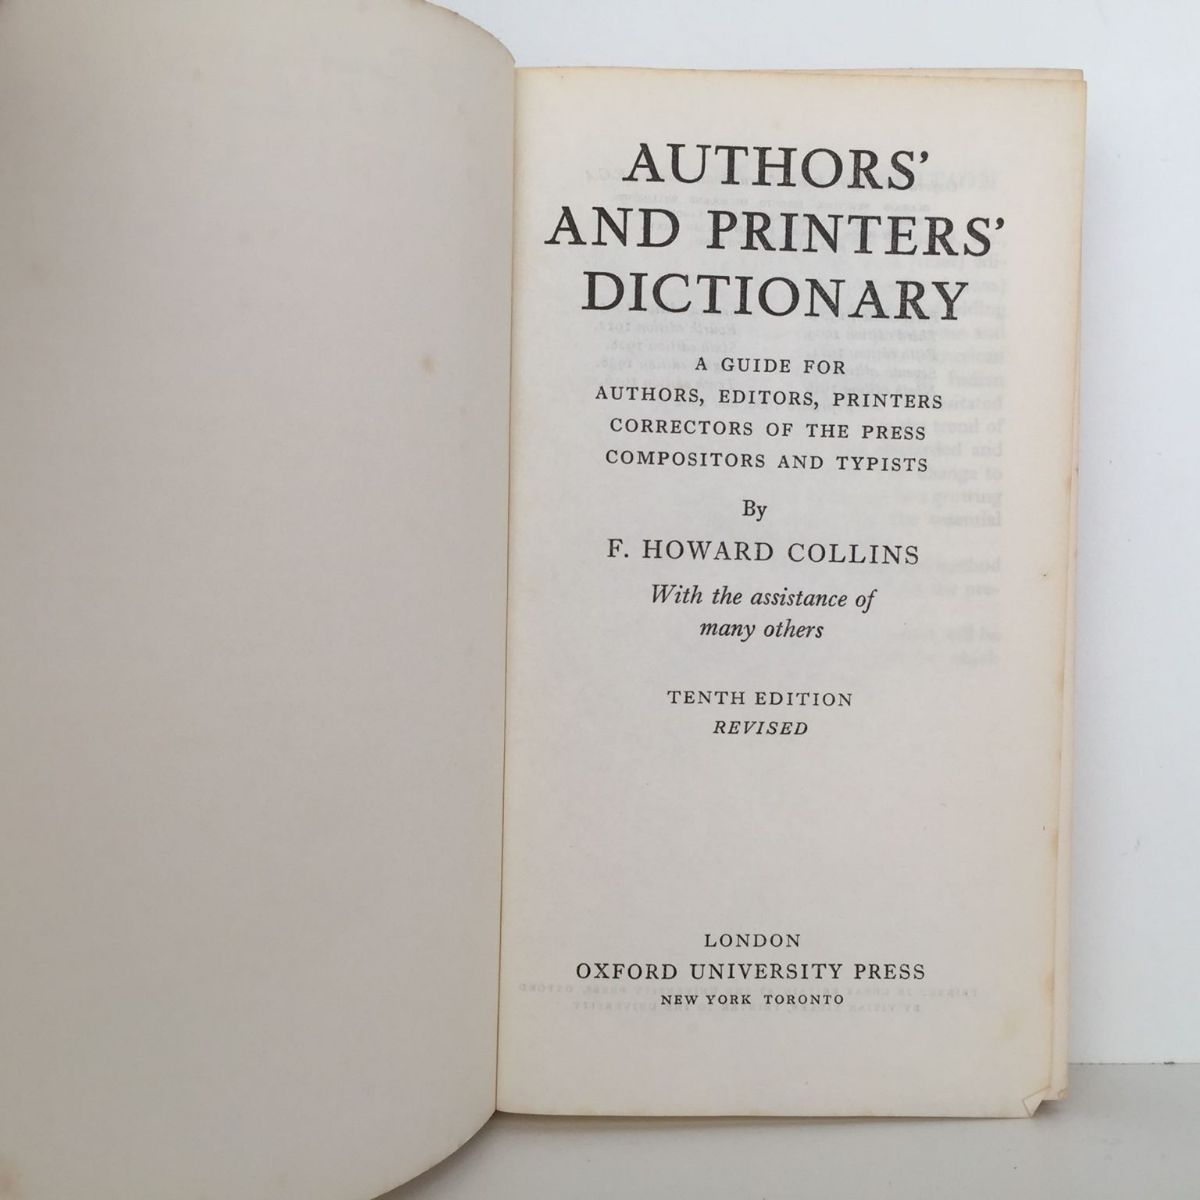 AUTHORS’
AND PRINTERS’
DICTIONARY
A GUIDE FOR
AUTHORS, EDITORS, PRINTERS
CORRECTORS OF THE PRESS
COMPOSITORS AND TYPISTS
By
F. HOWARD COLLINS
With the assistance of
many others
TENTH EDITION
REVISED
LONDON
OXFORD UNIVERSITY PRESS
NEW YORK TORONTO